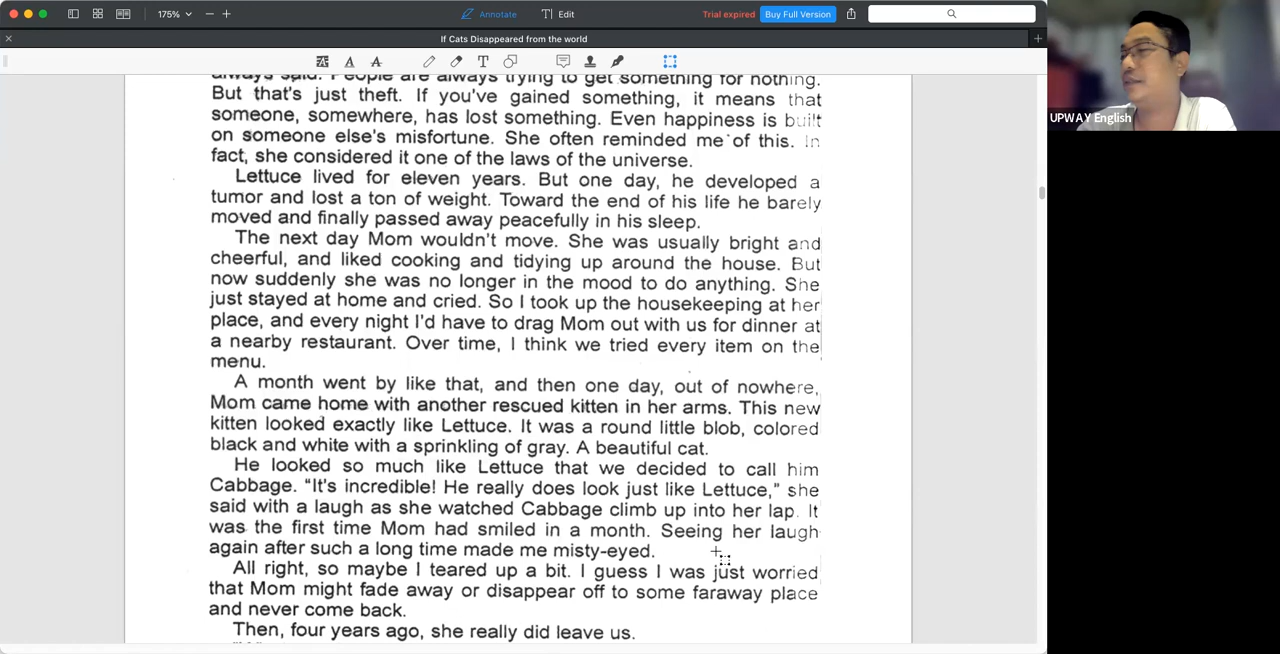 175%
Annotate
Edit
Trial expired
Buy Full Version
If Cats Disappeared from the world
always said. People are always trying to get something for nothing.
But that's just theft. If you've gained something, it means that
someone, somewhere, has lost something. Even happiness is built
on someone else's misfortune. She often reminded me of this. In
fact, she considered it one of the laws of the universe.
Lettuce lived for eleven years. But one day, he developed a
tumor and lost a ton of weight. Toward the end of his life he barely
moved and finally passed away peacefully in his sleep.
The next day Mom wouldn't move. She was usually bright and
cheerful, and liked cooking and tidying up around the house. But
now suddenly she was no longer in the mood to do anything. She
just stayed at home and cried. So I took up the housekeeping at her
place, and every night I'd have to drag Mom out with us for dinner at
a nearby restaurant. Over time, I think we tried every item on the
menu.
A month went by like that, and then one day, out of nowhere,
Mom came home with another rescued kitten in her arms. This new
kitten looked exactly like Lettuce. It was a round little blob, colored
black and white with a sprinkling of gray. A beautiful cat.
He looked so much like Lettuce that we decided to call him
Cabbage. “It's incredible! He really does look just like Lettuce,” she
said with a laugh as she watched Cabbage climb up into her lap. It
was the first time Mom had smiled in a month. Seeing her laugh
again after such a long time made me misty-eyed.
All right, so maybe I teared up a bit. I guess I was just worried
that Mom might fade away or disappear off to some faraway place
and never come back.
Then, four years ago, she really did leave us.
UPWAY English